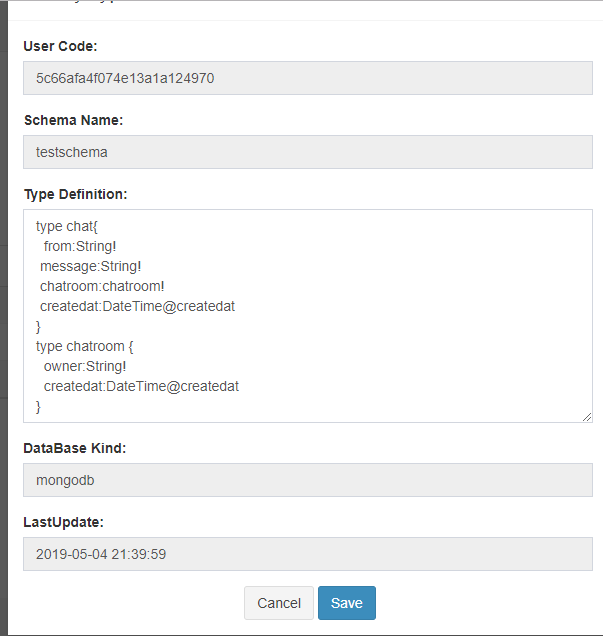 User Code:
5c66afa4f074e13a1a124970
Schema Name:
testschema
Type Definition:
type chat{
from:String!
message:String!
chatroom:chatroom!
createdat:DateTime@createdat
}
type chatroom {
owner:String!
createdat:DateTime@createdat
}
DataBase Kind:
mongodb
LastUpdate:
2019-05-04 21:39:59
Cancel Save